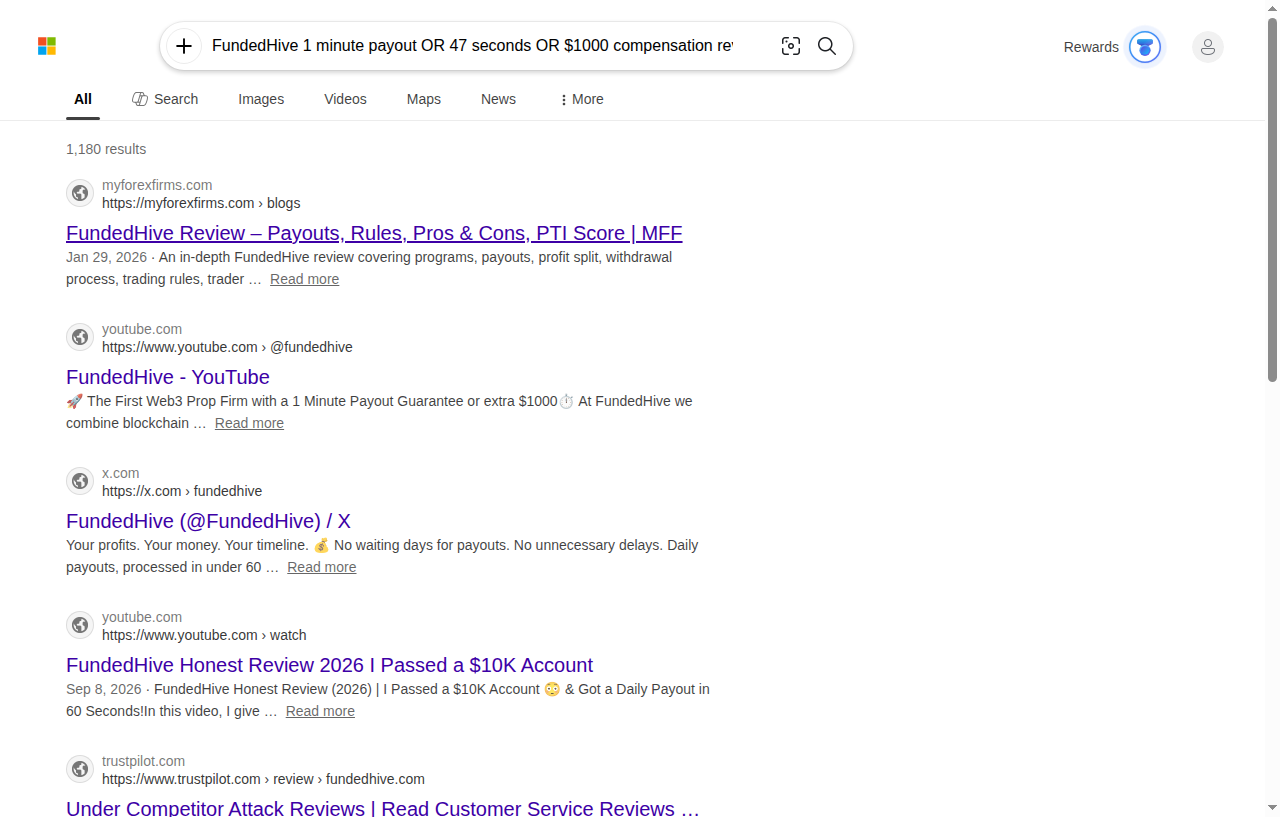 FundedHive 1 minute payout OR 47 seconds OR $1000 compensation rev
Rewards
All
Search
Images
Videos
Maps
News
More
1,180 results
myforexfirms.com
https://myforexfirms.com › blogs
FundedHive Review – Payouts, Rules, Pros & Cons, PTI Score | MFF
Jan 29, 2026 · An in-depth FundedHive review covering programs, payouts, profit split, withdrawal
process, trading rules, trader … Read more
youtube.com
https://www.youtube.com › @fundedhive
FundedHive - YouTube
🚀 The First Web3 Prop Firm with a 1 Minute Payout Guarantee or extra $1000⏱️ At FundedHive we
combine blockchain … Read more
x.com
https://x.com › fundedhive
FundedHive (@FundedHive) / X
Your profits. Your money. Your timeline. 💰 No waiting days for payouts. No unnecessary delays. Daily
payouts, processed in under 60 … Read more
youtube.com
https://www.youtube.com › watch
FundedHive Honest Review 2026 I Passed a $10K Account
Sep 8, 2026 · FundedHive Honest Review (2026) | I Passed a $10K Account 😳 & Got a Daily Payout in
60 Seconds!In this video, I give … Read more
trustpilot.com
https://www.trustpilot.com › review › fundedhive.com
Under Competitor Attack Reviews | Read Customer Service Reviews …